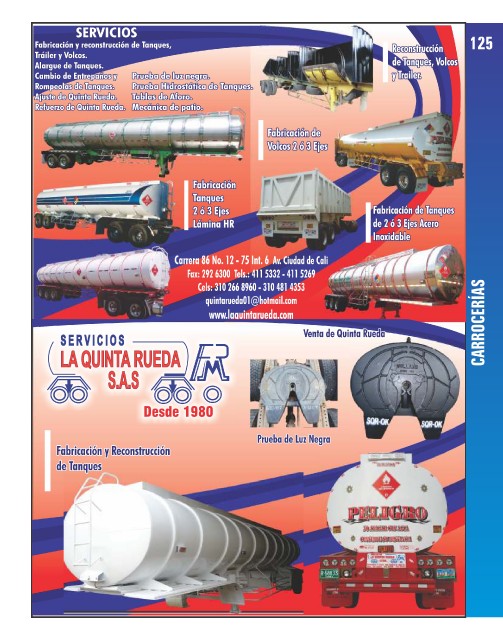 SERVICIOS
Fabricación y reconstrucción de Tanques,
Tráiler y Volcos.
Alargue de Tanques.
Cambio de Entrepaños y
Rompeolas de Tanques.
Ajuste de Quinta Rueda.
Refuerzo de Quinta Rueda.
Prueba de luz negra.
Prueba Hidrostática de Tanques.
Tablas de Aforo.
Mecánica de patio.
Reconstrucción
de Tanques, Volcos
y Trailer.
125
Fabricación de
Volcos 2 ó 3 Ejes
Fabricación
Tanques
2 ó 3 Ejes
Lámina HR
Fabricación de Tanques
de 2 ó 3 Ejes Acero
Inoxidable
Carrera 86 No. 12 - 75 Int. 6 Av. Ciudad de Cali
Fax: 292 6300 Tels.: 411 5332 - 411 5269
Cels: 310 266 8960 - 310 481 4353
quintarueda01@hotmail.com
www.laquintarueda.com
CARROCERÍAS
SERVICIOS
LA QUINTA RUEDA
S.A.S
FRM
Desde 1980
Venta de Quinta Rueda
SQR-OK
SQR-OK
Prueba de Luz Negra
Fabricación y Reconstrucción
de Tanques
PELIGRO